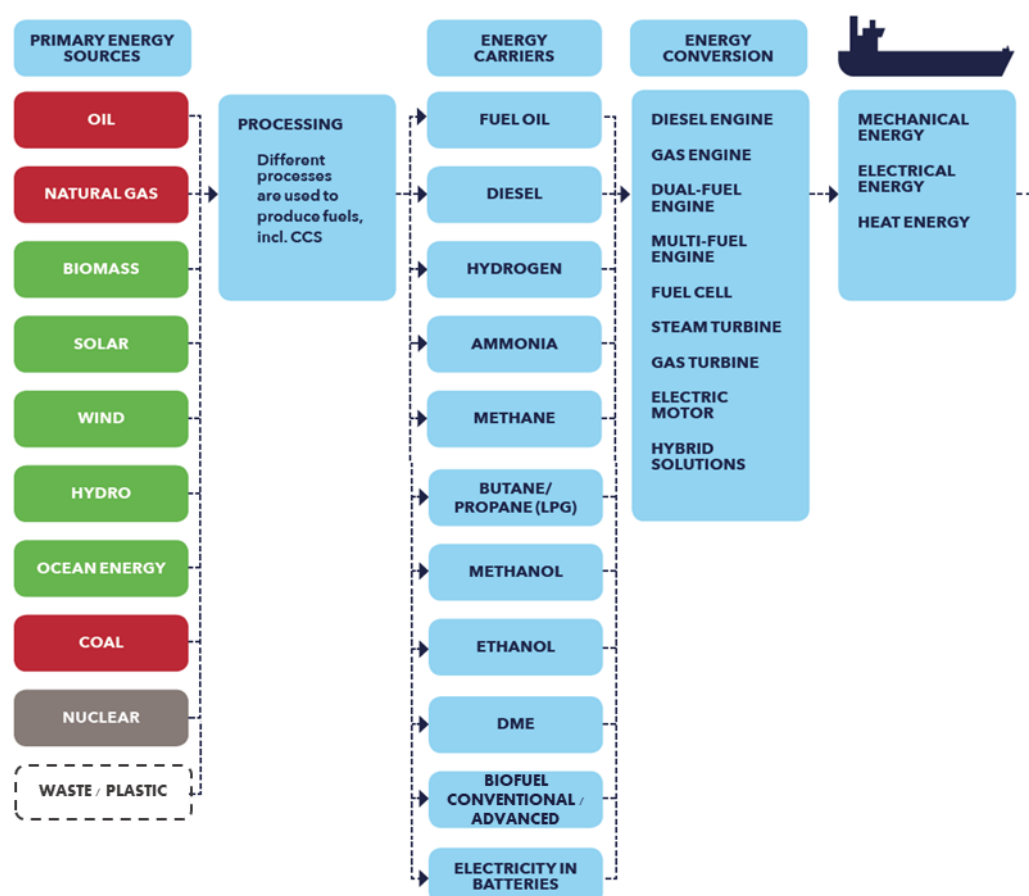 PRIMARY ENERGY
SOURCES
OIL
NATURAL GAS
BIOMASS
SOLAR
WIND
HYDRO
OCEAN ENERGY
COAL
NUCLEAR
WASTE / PLASTIC
PROCESSING
Different
processes
are used to
produce fuels,
incl. CCS
ENERGY
CARRIERS
FUEL OIL
DIESEL
HYDROGEN
AMMONIA
METHANE
BUTANE/
PROPANE (LPG)
METHANOL
ETHANOL
DME
BIOFUEL
CONVENTIONAL /
ADVANCED
ELECTRICITY IN
BATTERIES
ENERGY
CONVERSION
DIESEL ENGINE
GAS ENGINE
DUAL-FUEL
ENGINE
MULTI-FUEL
ENGINE
FUEL CELL
STEAM TURBINE
GAS TURBINE
ELECTRIC
MOTOR
HYBRID
SOLUTIONS
MECHANICAL
ENERGY
ELECTRICAL
ENERGY
HEAT ENERGY